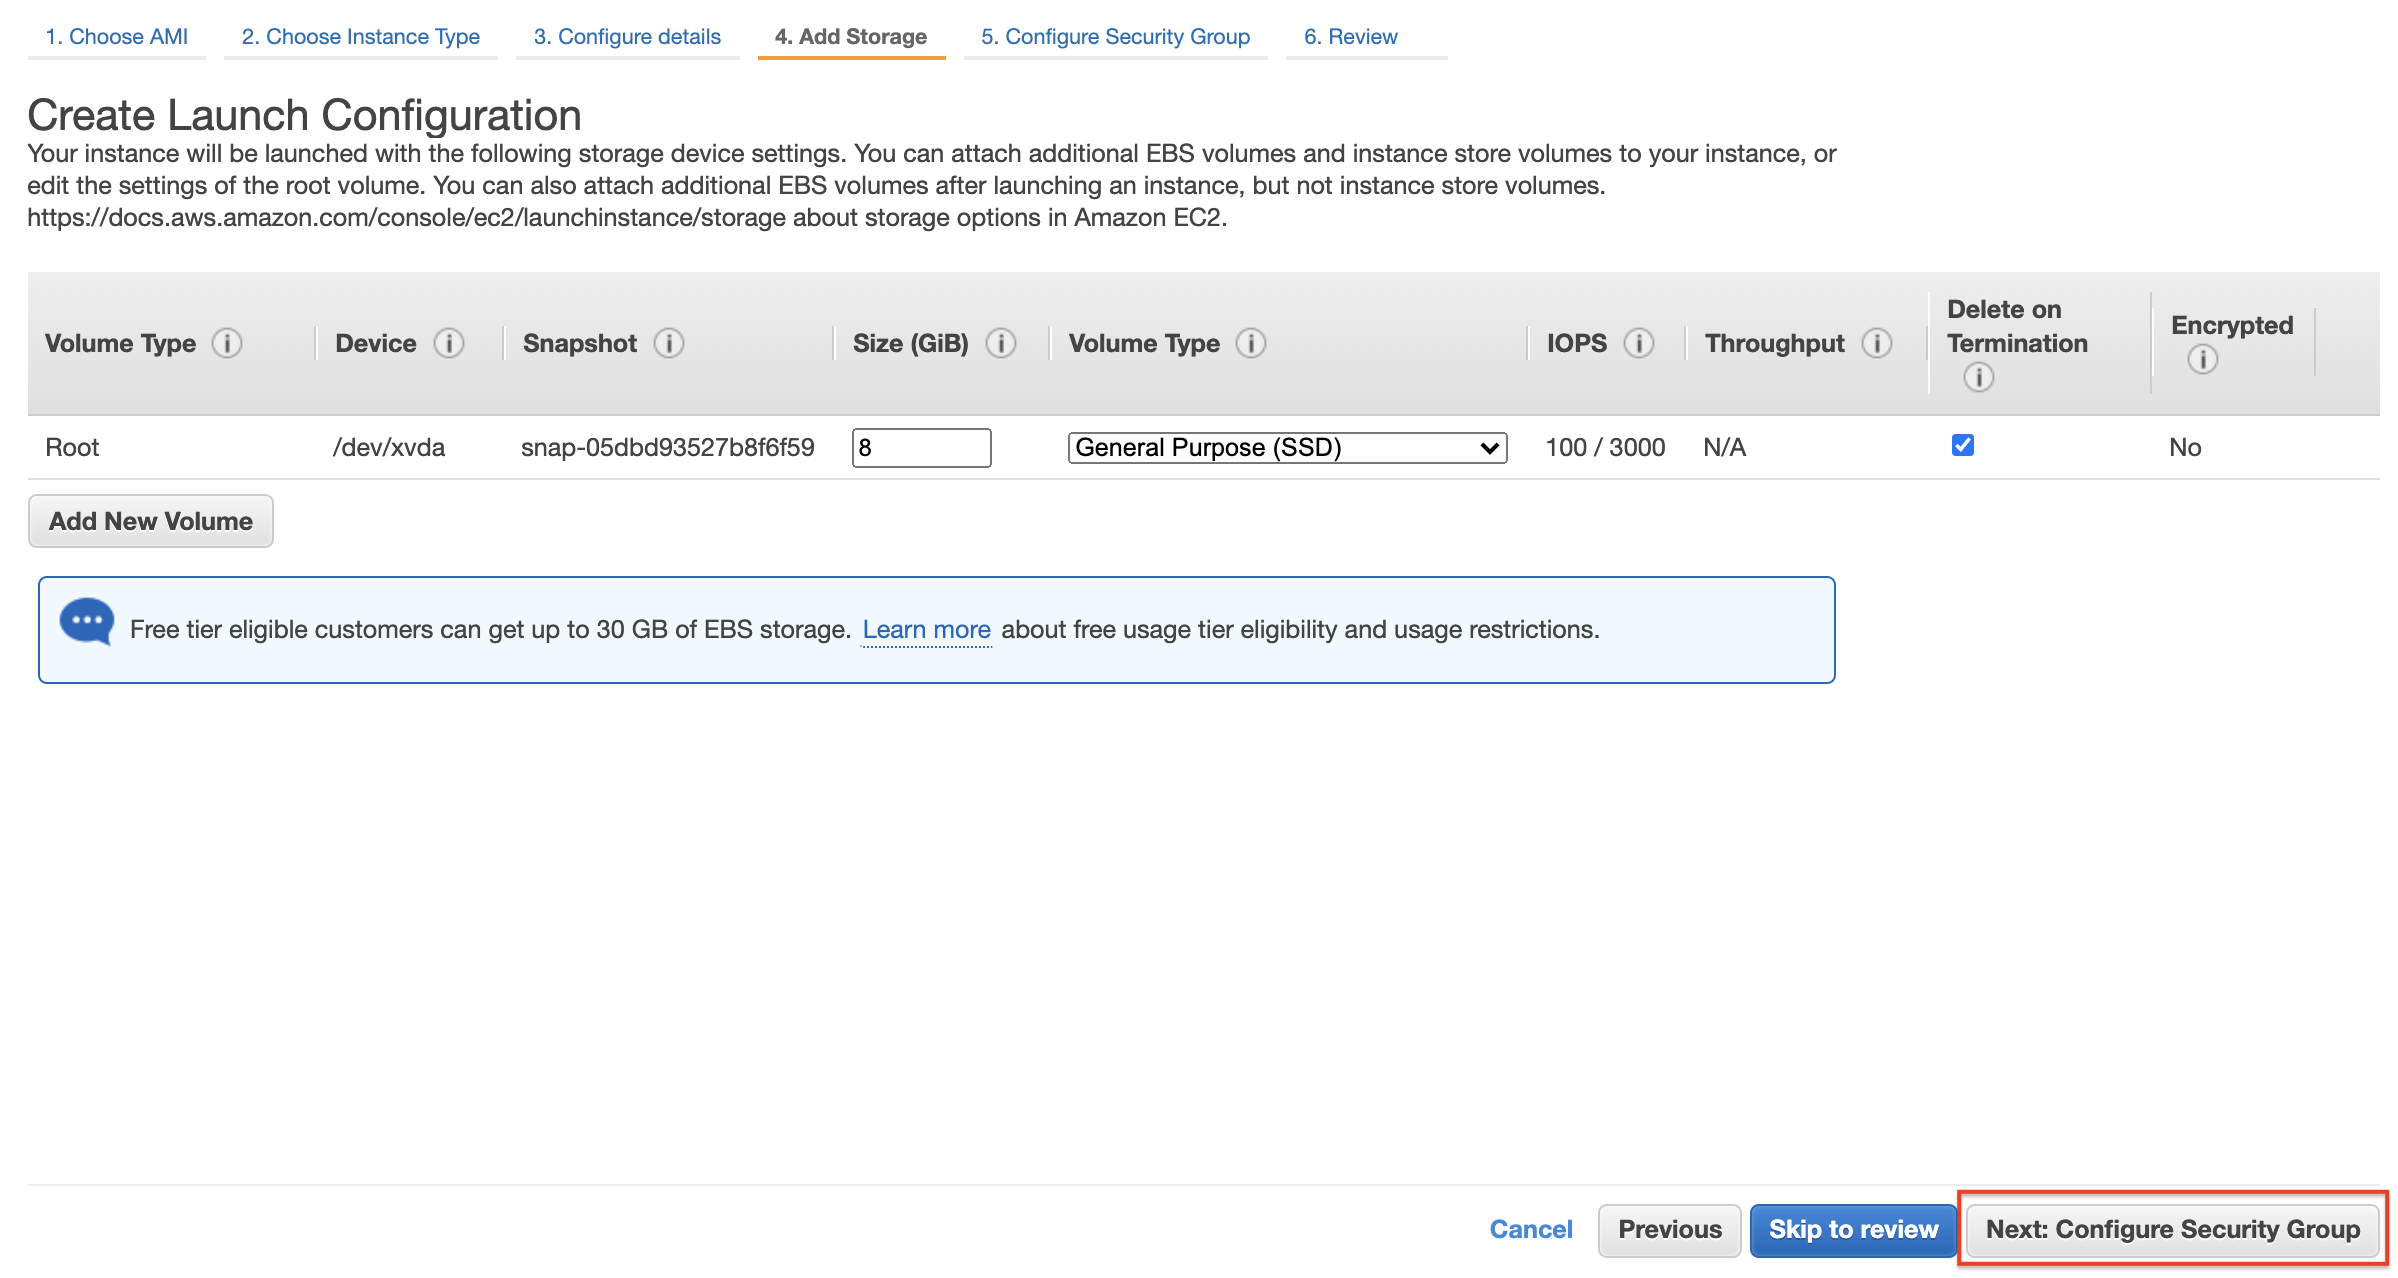 1. Choose AMI 2. Choose Instance Type 3. Configure details 4. Add Storage 5. Configure Security Group 6. Review
Create Launch Configuration
Your instance will be launched with the following storage device settings. You can attach additional EBS volumes and instance store volumes to your instance, or
edit the settings of the root volume. You can also attach additional EBS volumes after launching an instance, but not instance store volumes.
https://docs.aws.amazon.com/console/ec2/launchinstance/storage about storage options in Amazon EC2.
Volume Type i Device i Snapshot i Size (GiB) i Volume Type i IOPS i Throughput i Delete on Termination i Encrypted i
Root /dev/xvda snap-05dbd93527b8f6f59 8 General Purpose (SSD) 100 / 3000 N/A No
Add New Volume
Free tier eligible customers can get up to 30 GB of EBS storage. Learn more about free usage tier eligibility and usage restrictions.
Cancel Previous Skip to review Next: Configure Security Group